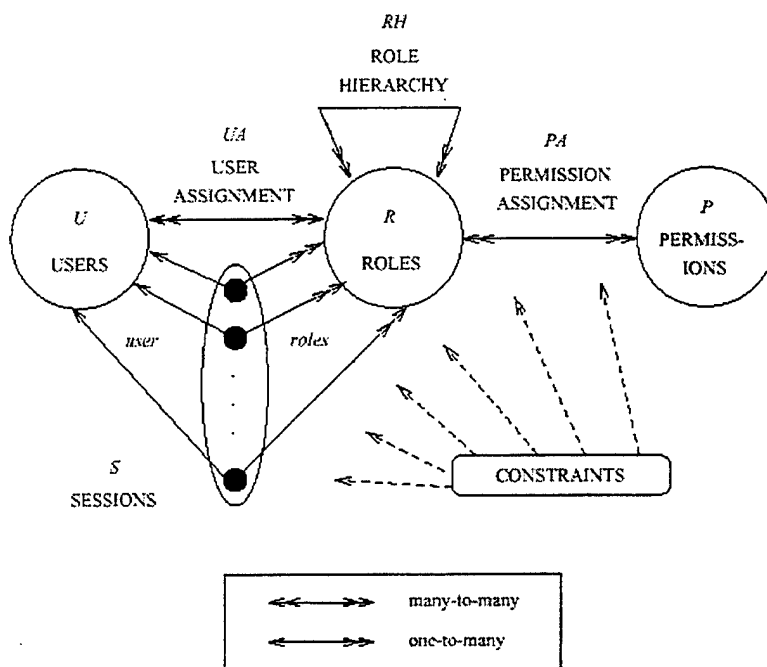 RH
ROLE
HIERARCHY
UA
USER
ASSIGNMENT
PA
PERMISSION
ASSIGNMENT
U
USERS
R
ROLES
P
PERMISS-
IONS
user
roles
S
SESSIONS
CONSTRAINTS
many-to-many
one-to-many